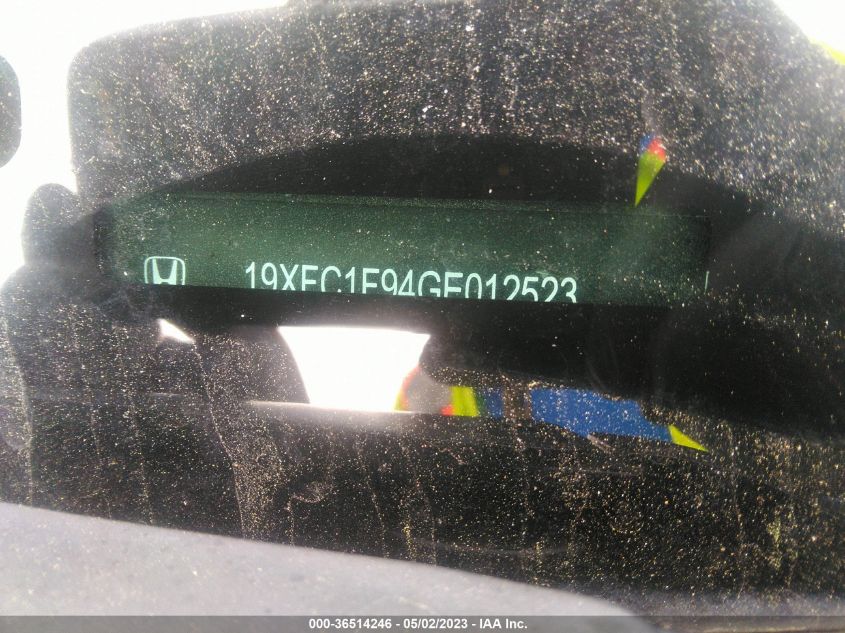 19XFC1F94GE012523
000-36514246 - 05/02/2023 - IAA Inc.